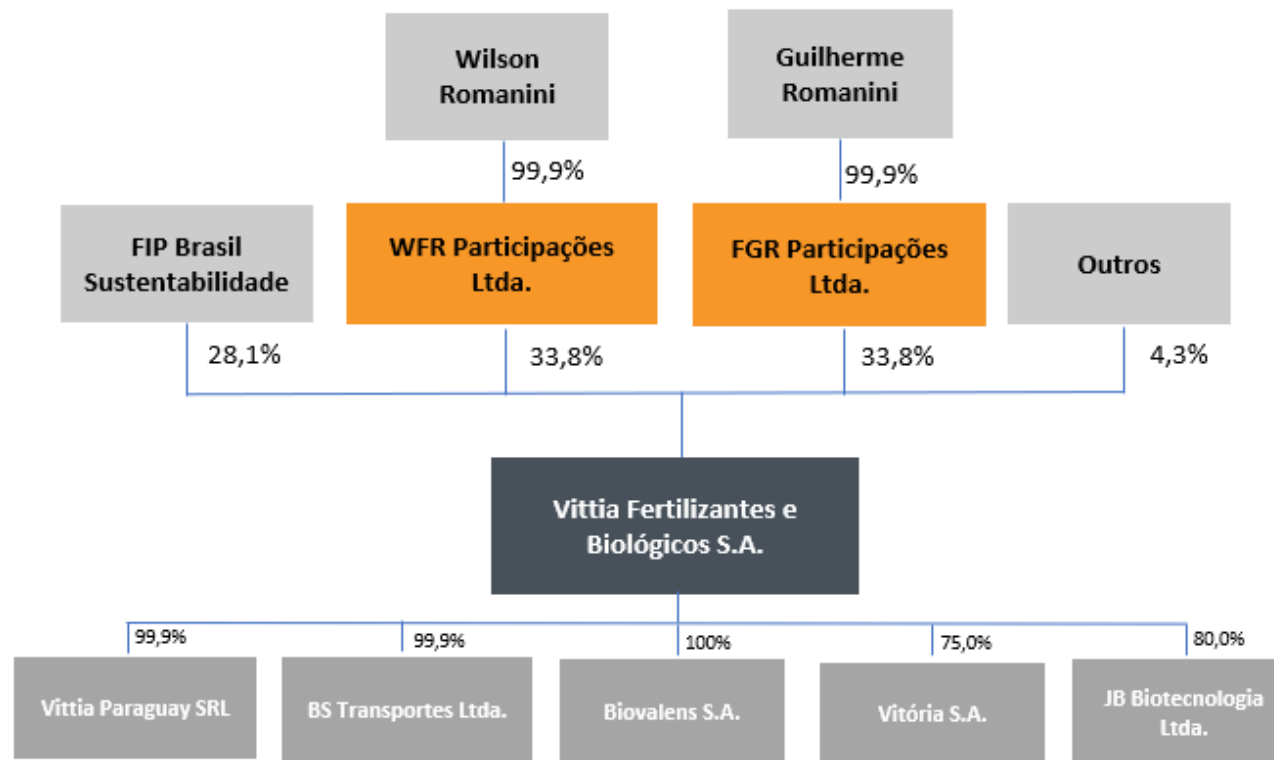 Wilson
Romanini
Guilherme
Romanini
99,9%
99,9%
FIP Brasil
Sustentabilidade
WFR Participações
Ltda.
FGR Participações
Ltda.
Outros
28,1%
33,8%
33,8%
4,3%
Vittia Fertilizantes e
Biológicos S.A.
99,9%
99,9%
100%
75,0%
80,0%
Vittia Paraguay SRL
BS Transportes Ltda.
Biovalens S.A.
Vitória S.A.
JB Biotecnologia
Ltda.